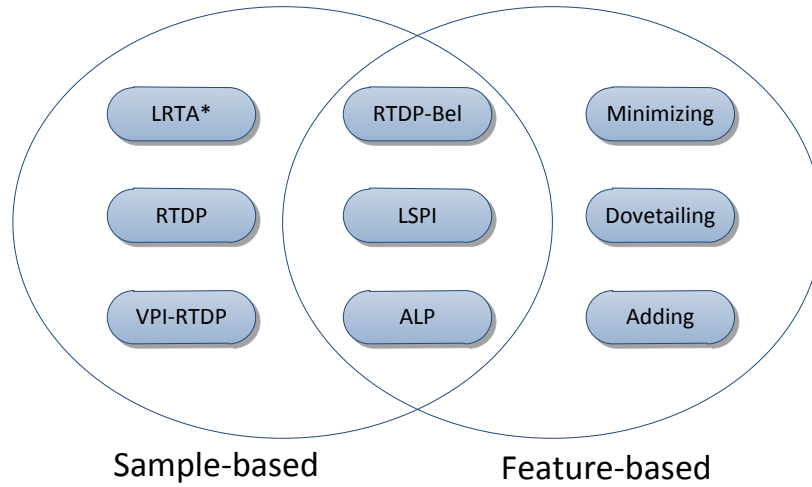 LRTA*
RTDP-Bel
Minimizing
RTDP
LSPI
Dovetailing
VPI-RTDP
ALP
Adding
Sample-based
Feature-based